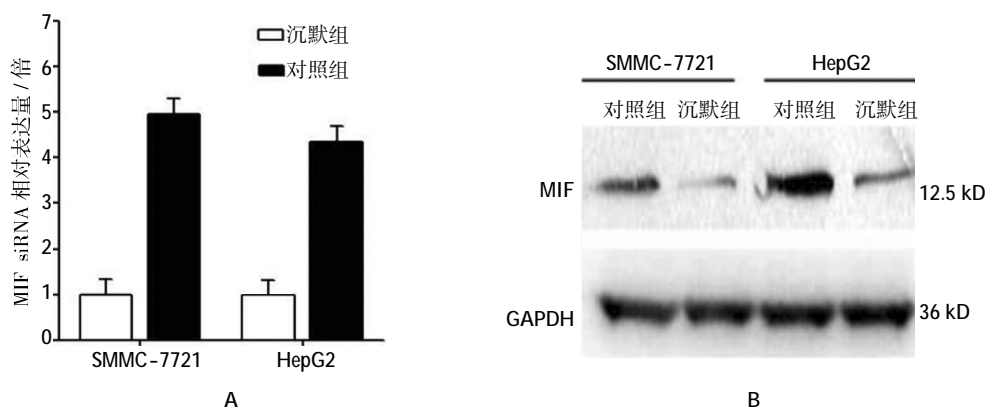 7
6
5
4
3
2
1
0
MIF siRNA 相对表达量/倍
沉默组
对照组
SMMC-7721
HepG2
A
SMMC-7721
HepG2
对照组
沉默组
对照组
沉默组
MIF
12.5 kD
GAPDH
36 kD
B